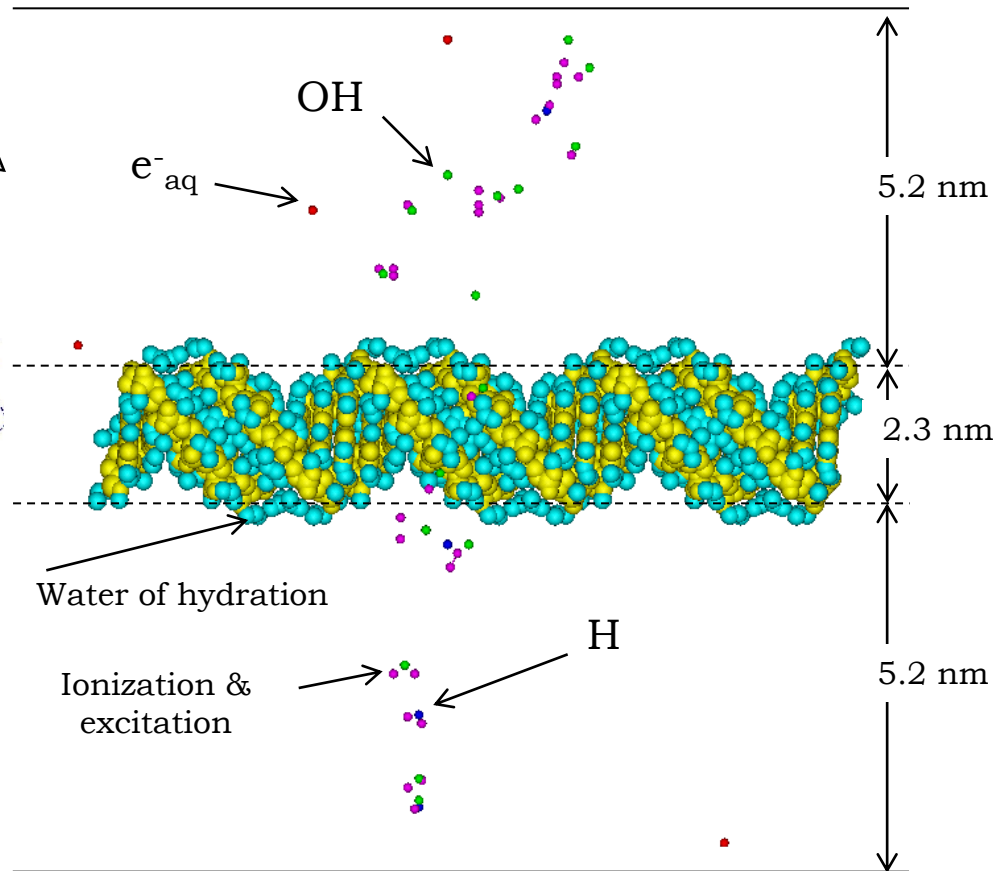 OH
e⁻aq
5.2 nm
2.3 nm
Water of hydration
H
Ionization &
excitation
5.2 nm